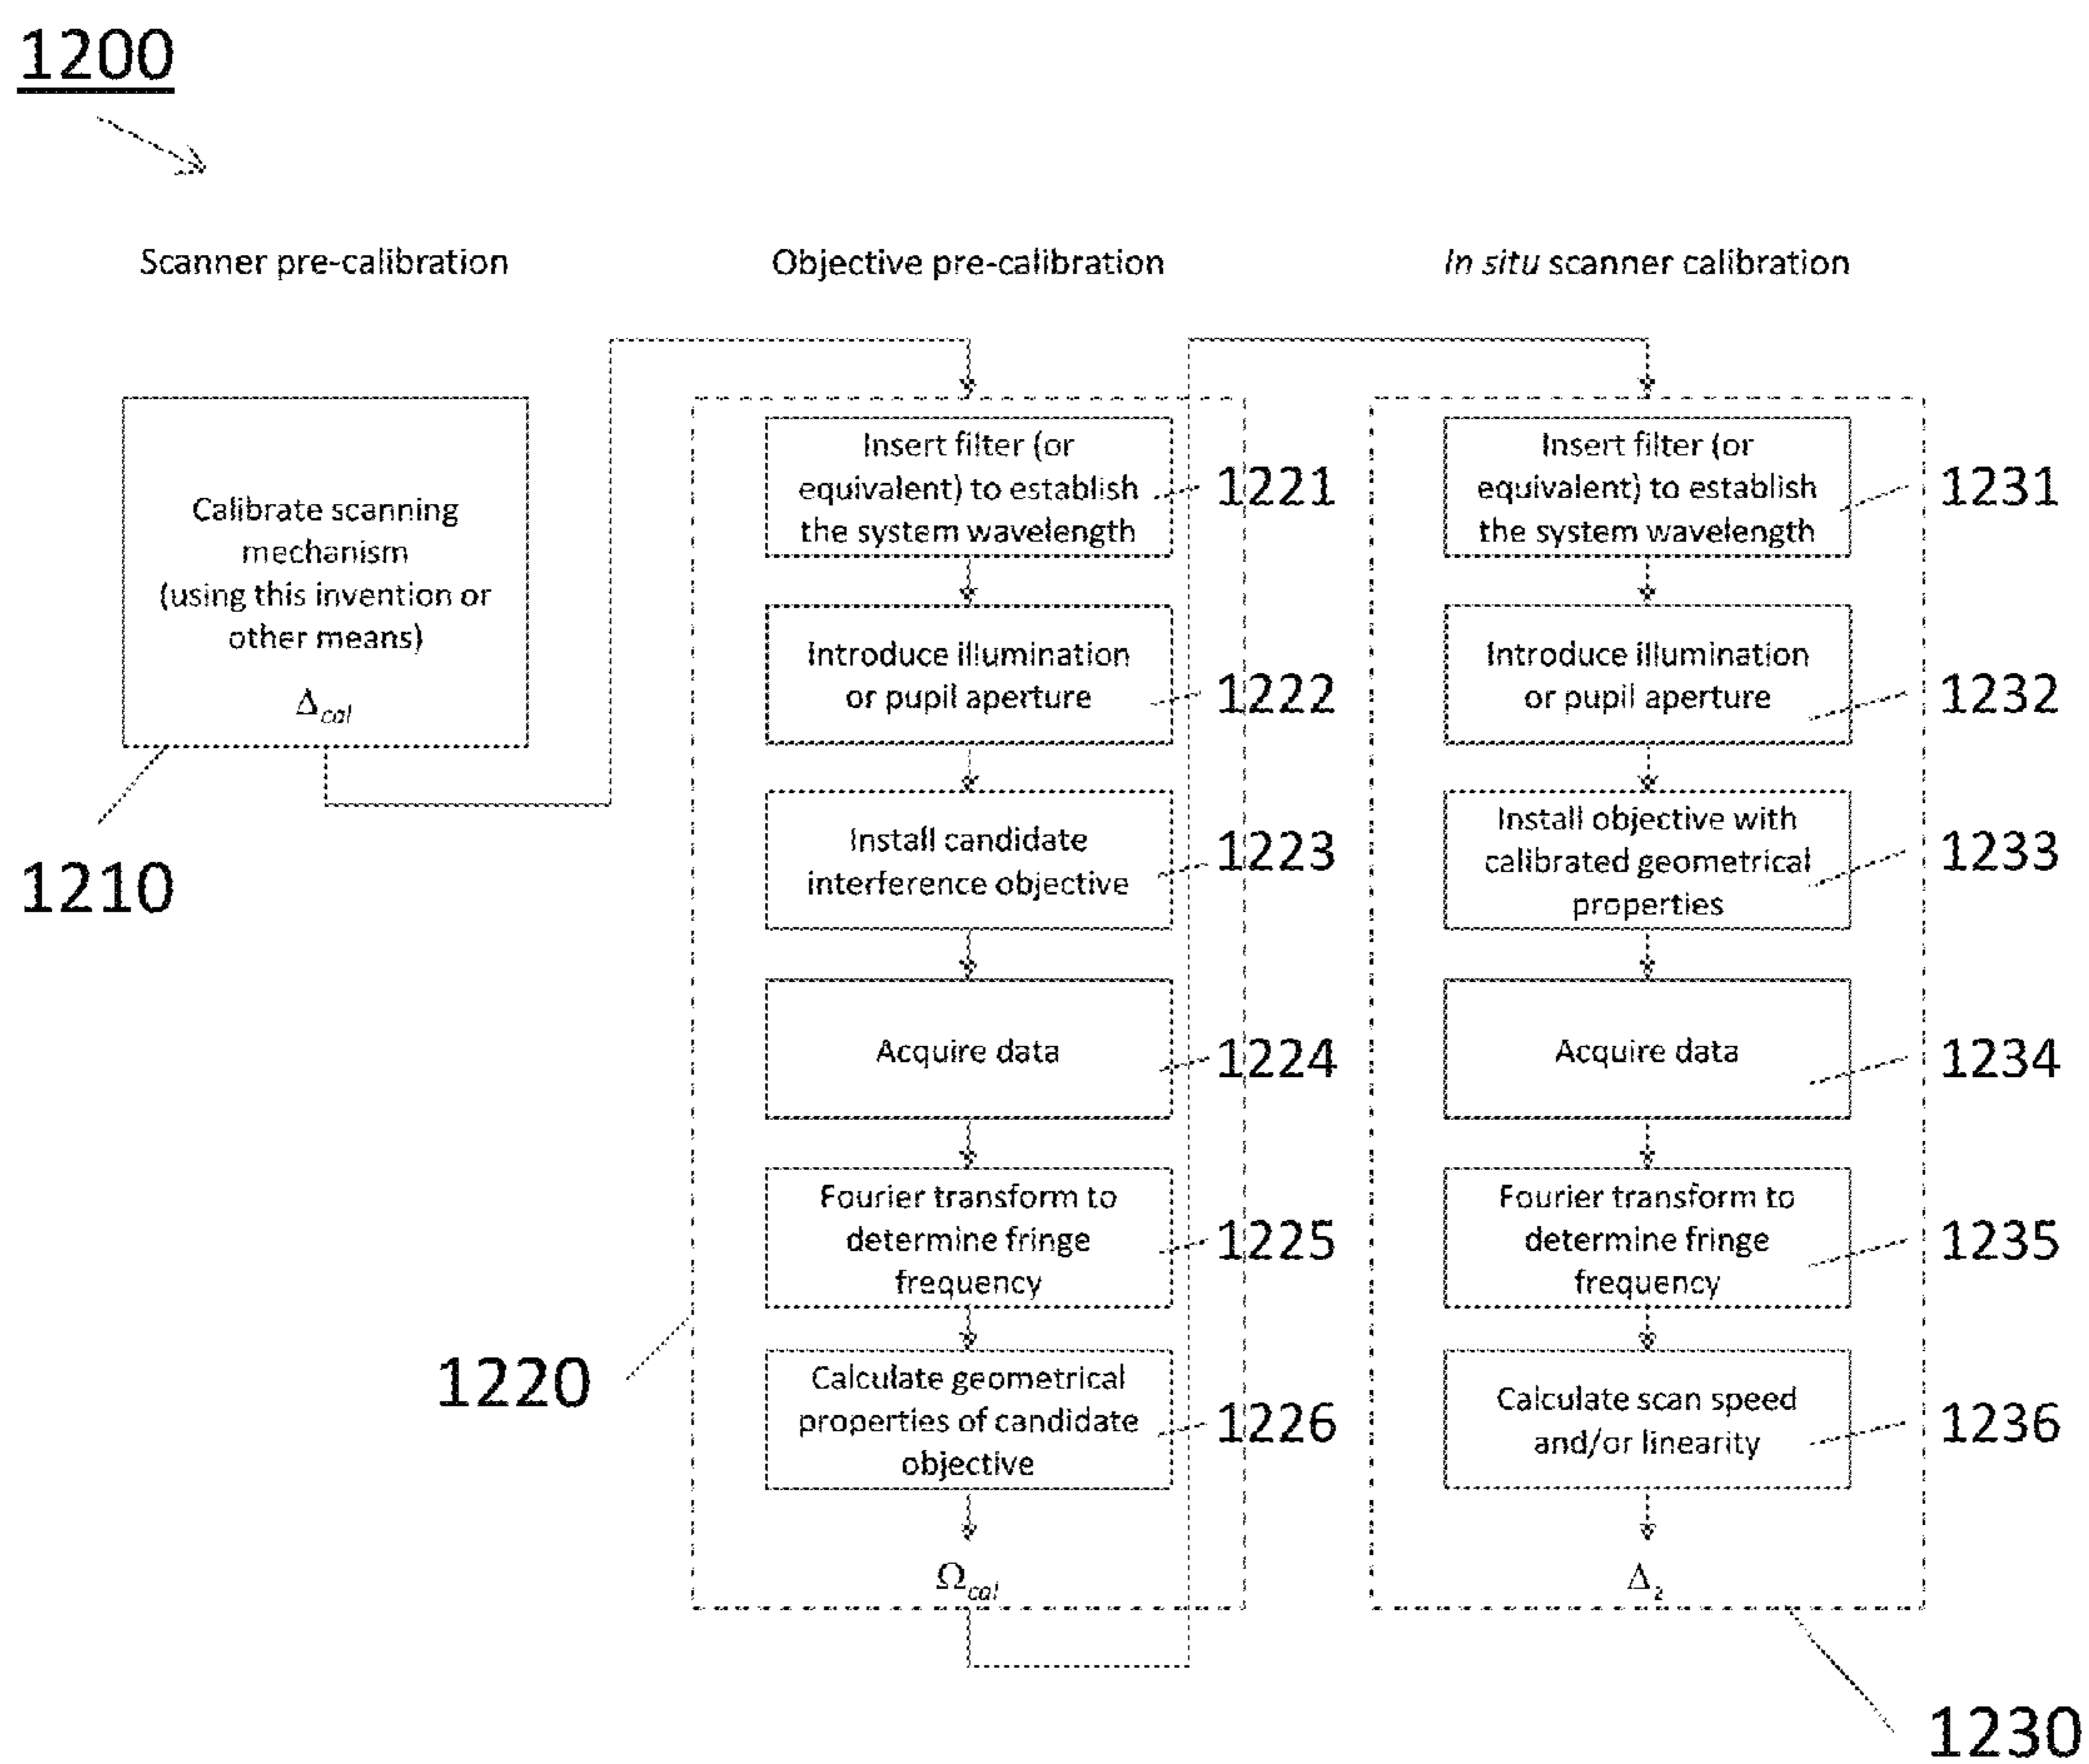 1200
Scanner pre-calibration
Calibrate scanning
mechanism
(using this invention or
other means)
Δcal
1210
Objective pre-calibration
Insert filter (or
equivalent) to establish
the system wavelength
1221
Introduce illumination
or pupil aperture
1222
Install candidate
interference objective
1223
Acquire data
1224
Fourier transform to
determine fringe
frequency
1225
Calculate geometrical
properties of candidate
objective
1226
Ωcal
1220
In situ scanner calibration
Insert filter (or
equivalent) to establish
the system wavelength
1231
Introduce illumination
or pupil aperture
1232
Install objective with
calibrated geometrical
properties
1233
Acquire data
1234
Fourier transform to
determine fringe
frequency
1235
Calculate scan speed
and/or linearity
1236
Δ2
1230